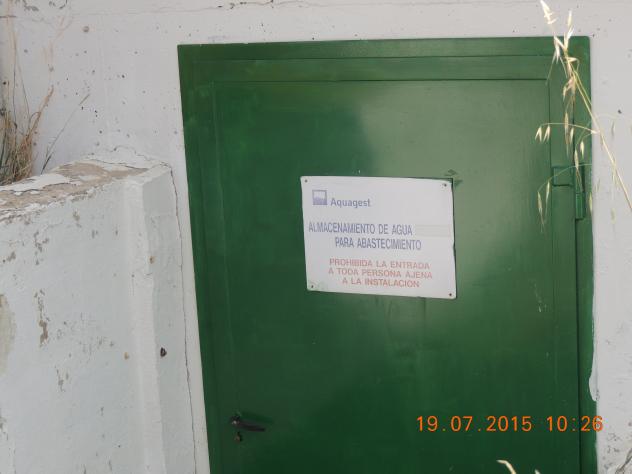 Aquagest
ALMACENAMIENTO DE AGUA
PARA ABASTECIMIENTO
PROHIBIDA LA ENTRADA
A TODA PERSONA AJENA
A LA INSTALACION
19.07.2015 10:26